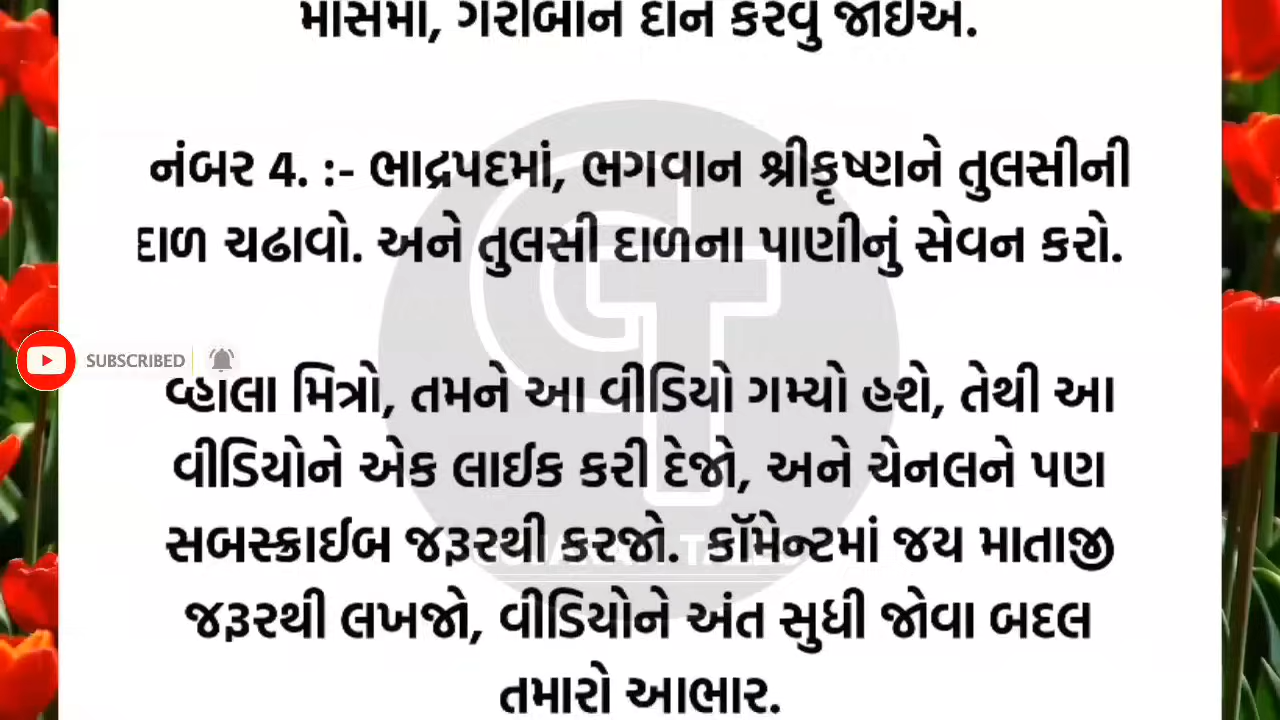 માસમાં, ગરીબોને દાન કરવું જોઈએ.
નંબર 4. :- ભાદ્રપદમાં, ભગવાન શ્રીકૃષ્ણને તુલસીની
દાળ ચઢાવો. અને તુલસી દાળના પાણીનું સેવન કરો.
SUBSCRIBED
વ્હાલા મિત્રો, તમને આ વીડિયો ગમ્યો હશે, તેથી આ
વીડિયોને એક લાઈક કરી દેજો, અને ચેનલને પણ
સબસ્ક્રાઈબ જરૂરથી કરજો. કૉમેન્ટમાં જય માતાજી
જરૂરથી લખજો, વીડિયોને અંત સુધી જોવા બદલ
તમારો આભાર.